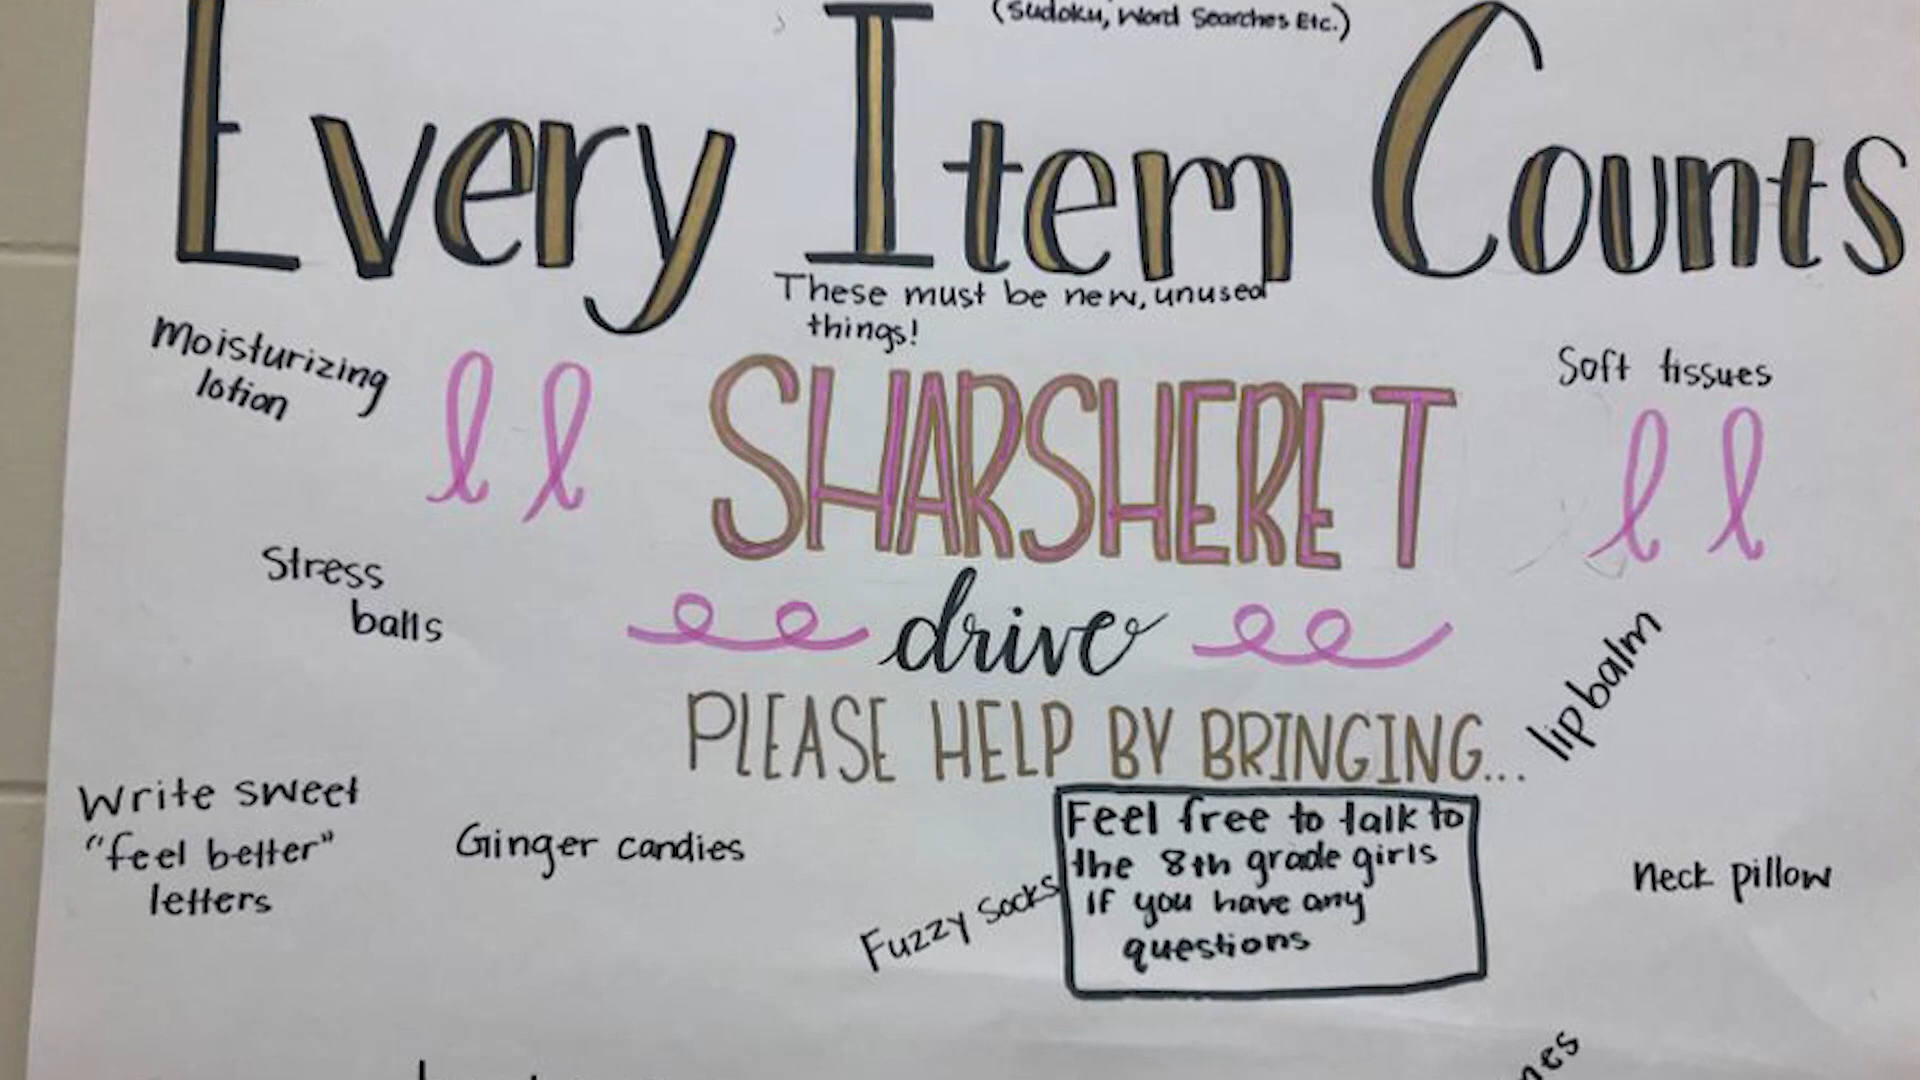 (Sudoku, Word Searches Etc.)
Every Item Counts
These must be new, unused
things!
Moisturizing
lotion
SHARSHERET
Soft tissues
Stress
balls
drive
lip balm
PLEASE HELP BY BRINGING...
Write sweet
"feel better"
letters
Ginger candies
Fuzzy Socks
Feel free to talk to
the 8th grade girls
if you have any
questions
neck pillow